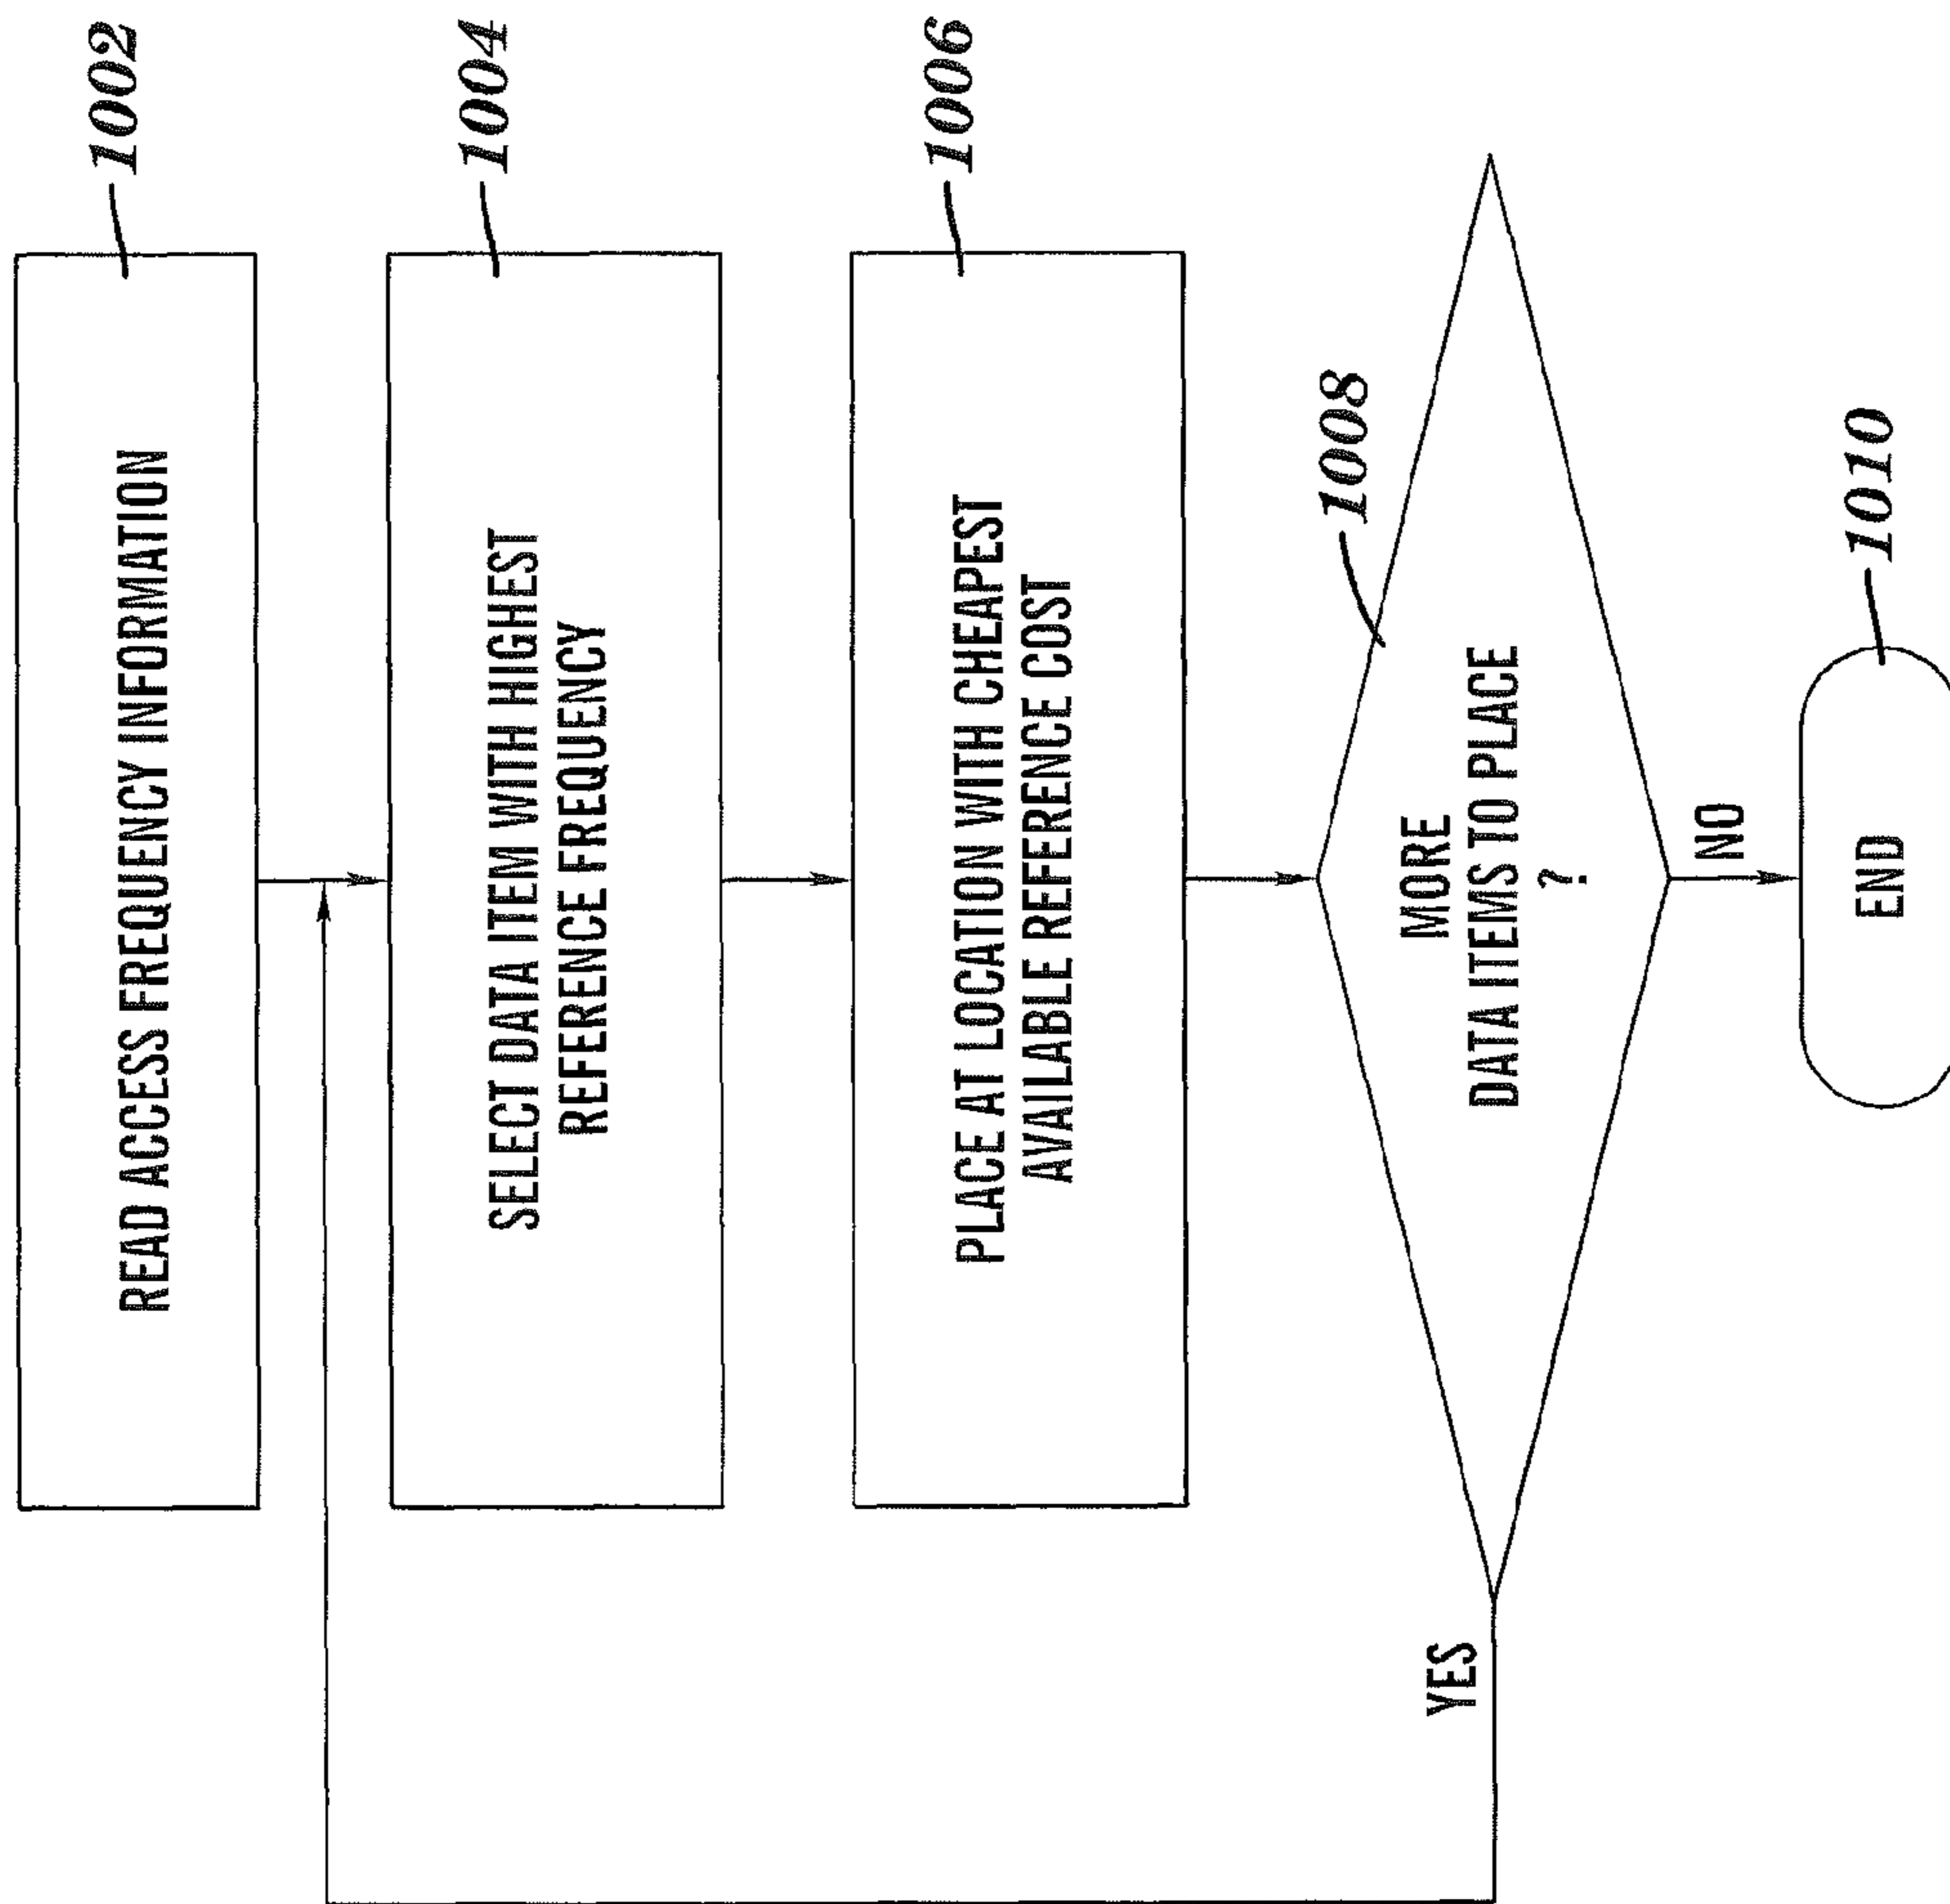 READ ACCESS FREQUENCY INFORMATION
1002
SELECT DATA ITEM WITH HIGHEST
REFERENCE FREQUENCY
1004
PLACE AT LOCATION WITH CHEAPEST
AVAILABLE REFERENCE COST
1006
MORE
DATA ITEMS TO PLACE
?
1008
YES
NO
END
1010